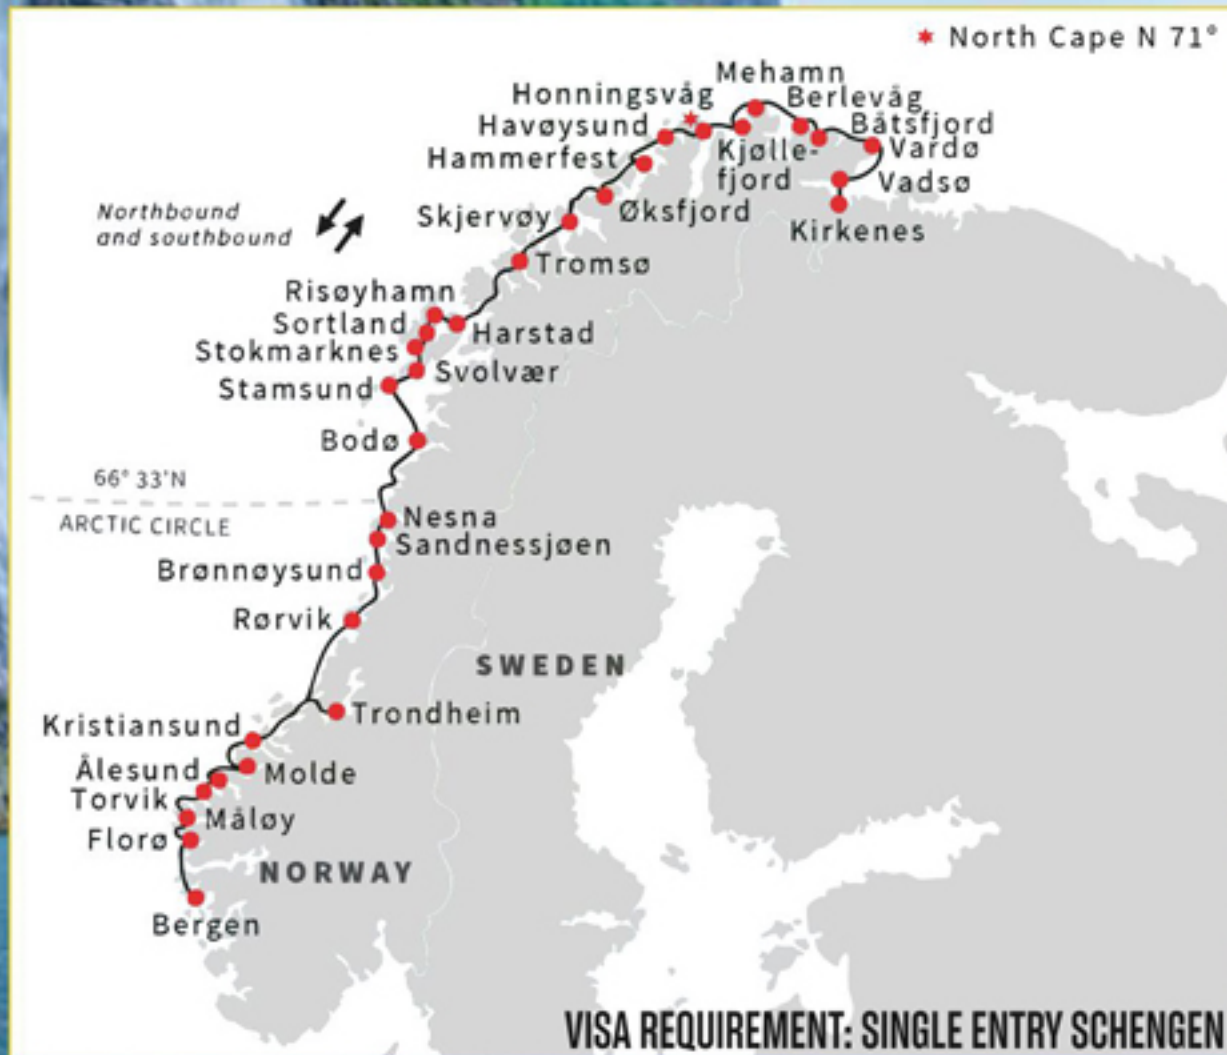 North Cape N 71°
Mehamn
Honningsvåg
Berlevåg
Havøysund
Båtsfjord
Hammerfest
Kjølle-
fjord
Vardø
Vadsø
Northbound
and southbound
Skjervøy
Øksfjord
Kirkenes
Tromsø
Risøyhamn
Sortland
Harstad
Stokmarknes
Svolvær
Stamsund
Bodø
66° 33'N
ARCTIC CIRCLE
Nesna
Sandnessjøen
Brønnøysund
Rørvik
SWEDEN
Trondheim
Kristiansund
Ålesund
Molde
Torvik
Måløy
Florø
NORWAY
Bergen
VISA REQUIREMENT: SINGLE ENTRY SCHENGEN